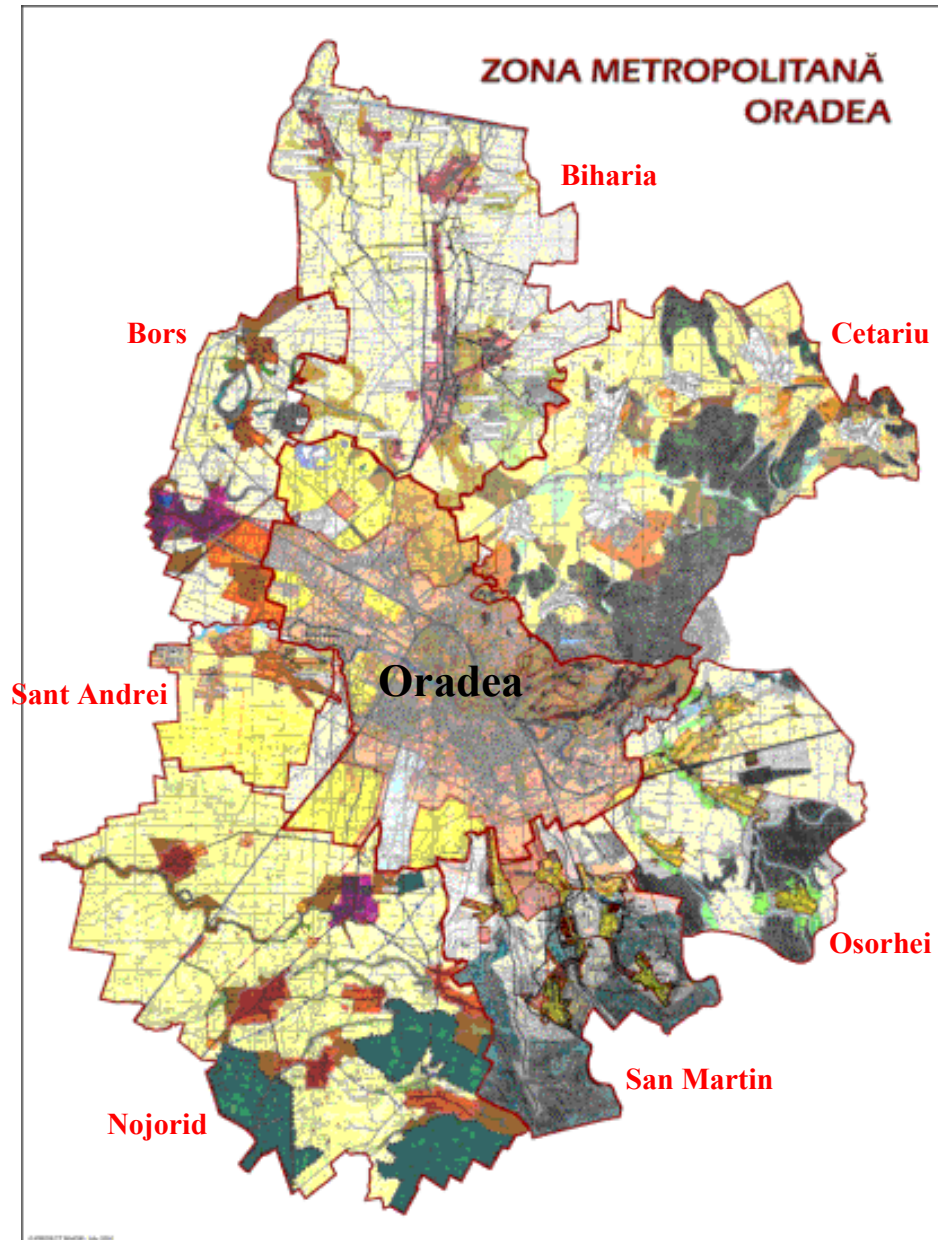 ZONA METROPOLITANĂ
ORADEA
Biharia
Bors
Cetariu
Oradea
Sant Andrei
Osorhei
San Martin
Nojorid